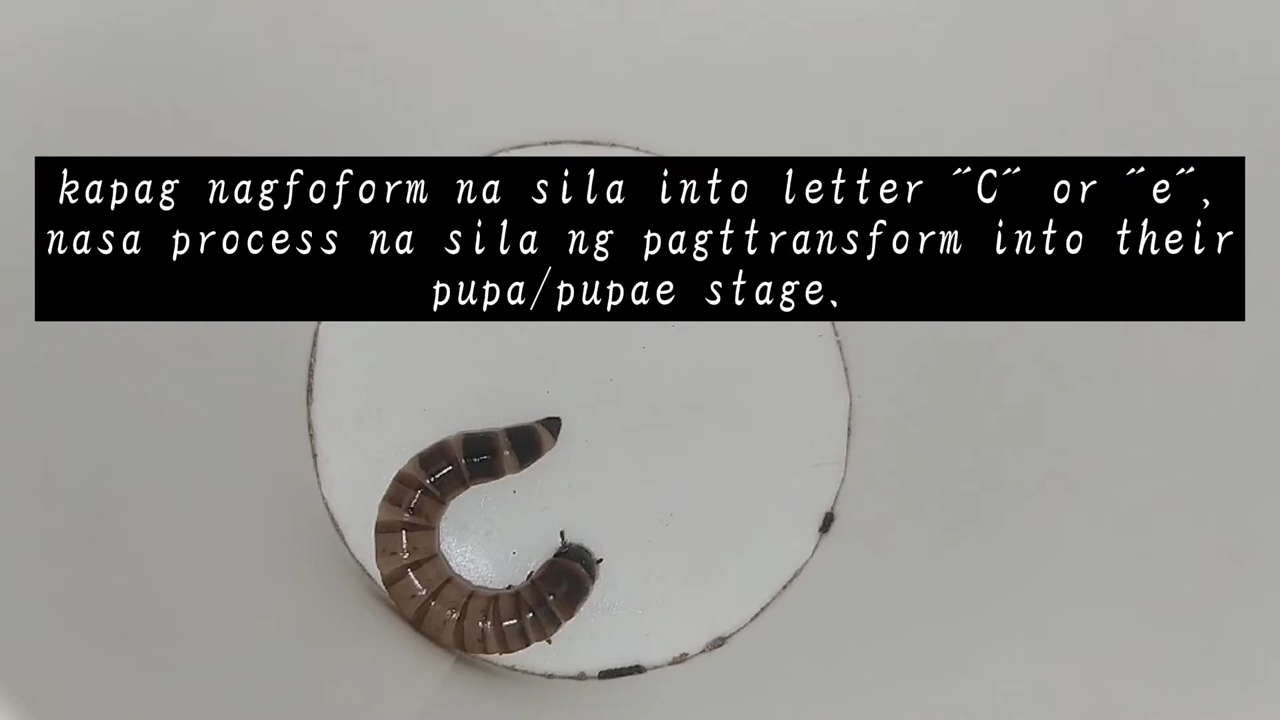 kapag nagfoform na sila into letter "C" or "e",
nasa process na sila ng pagttransform into their
pupa/pupae stage.